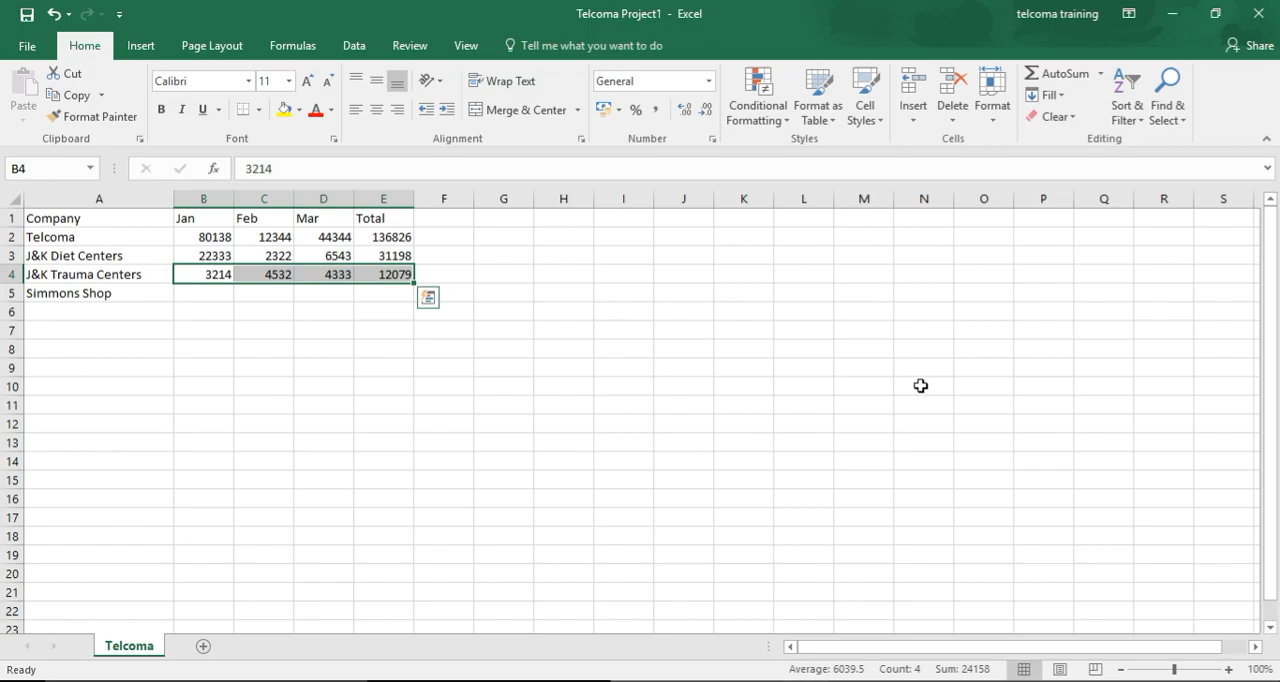 Telcoma Project1 - Excel
telcoma training
File Home Insert Page Layout Formulas Data Review View Tell me what you want to do Share
Paste
Cut
Copy
Format Painter
Clipboard
Calibri 11
B I U
Font
Wrap Text
Merge & Center
Alignment
General
%
Number
Conditional Formatting
Format as Table
Cell Styles
Styles
Insert Delete Format
Cells
AutoSum
Fill
Clear
Sort & Filter
Find & Select
Editing
B4 fx 3214
A B C D E F G H I J K L M N O P Q R S
1 Company Jan Feb Mar Total
2 Telcoma 80138 12344 44344 136826
3 J&K Diet Centers 22333 2322 6543 31198
4 J&K Trauma Centers 3214 4532 4333 12079
5 Simmons Shop
6
7
8
9
10
11
12
13
14
15
16
17
18
19
20
21
22
23
Telcoma
Ready Average: 6039.5 Count: 4 Sum: 24158 100%